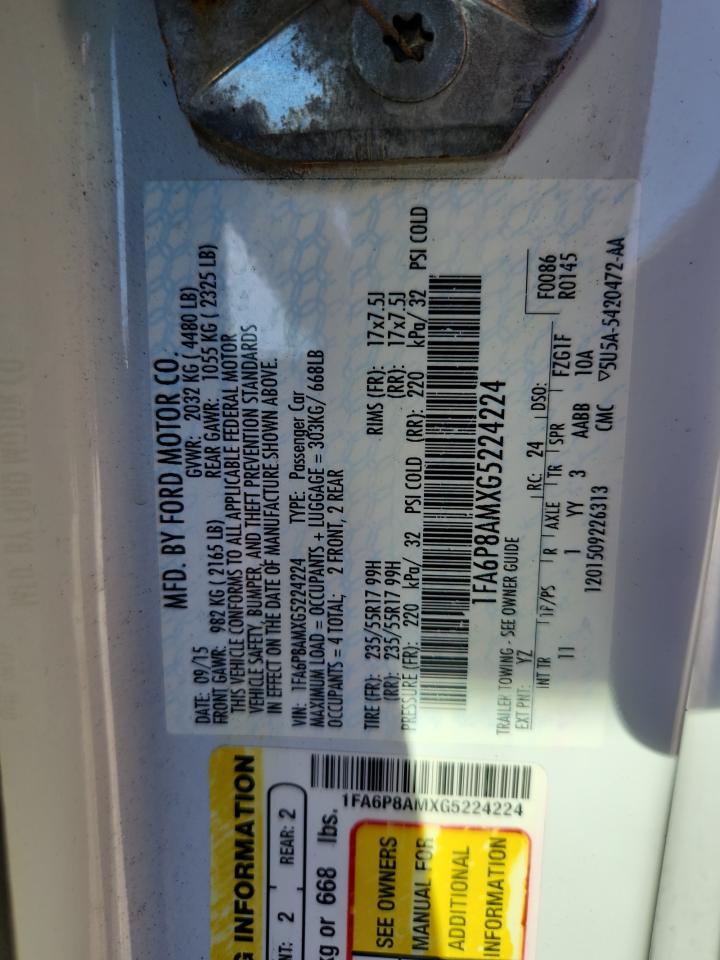 MFD. BY FORD MOTOR CO.
DATE: 09/15 GVWR: 2032 KG ( 4480 LB)
FRONT GAWR: 982 KG ( 2165 LB) REAR GAWR: 1055 KG ( 2325 LB)
THIS VEHICLE CONFORMS TO ALL APPLICABLE FEDERAL MOTOR
VEHICLE SAFETY, BUMPER, AND THEFT PREVENTION STANDARDS
IN EFFECT ON THE DATE OF MANUFACTURE SHOWN ABOVE.
VIN: 1FA6P8AMXG5224224 TYPE: Passenger Car
MAXIMUM LOAD = OCCUPANTS + LUGGAGE = 303KG/ 668LB
OCCUPANTS = 4 TOTAL; 2 FRONT, 2 REAR
TIRE (FR): 235/55R17 99H RIMS (FR): 17x7.5J
(RR): 235/55R17 99H (RR): 17x7.5J
PRESSURE (FR): 220 kPa/ 32 PSI COLD (RR): 220 kPa/ 32 PSI COLD
1FA6P8AMXG5224224
TRAILER TOWING - SEE OWNER GUIDE
F0086
EXT PNT: YZ RC: 24 DSO: R0145
INT TR TP/PS R AXLE TR SPR
11 1 YY 3 AABB 10A FZG1F
1201509226313 CMC ▽5U5A-5420472-AA
G INFORMATION
NT: 2 REAR: 2
kg or 668 lbs.
1FA6P8AMXG5224224
SEE OWNERS
MANUAL FOR
ADDITIONAL
INFORMATION